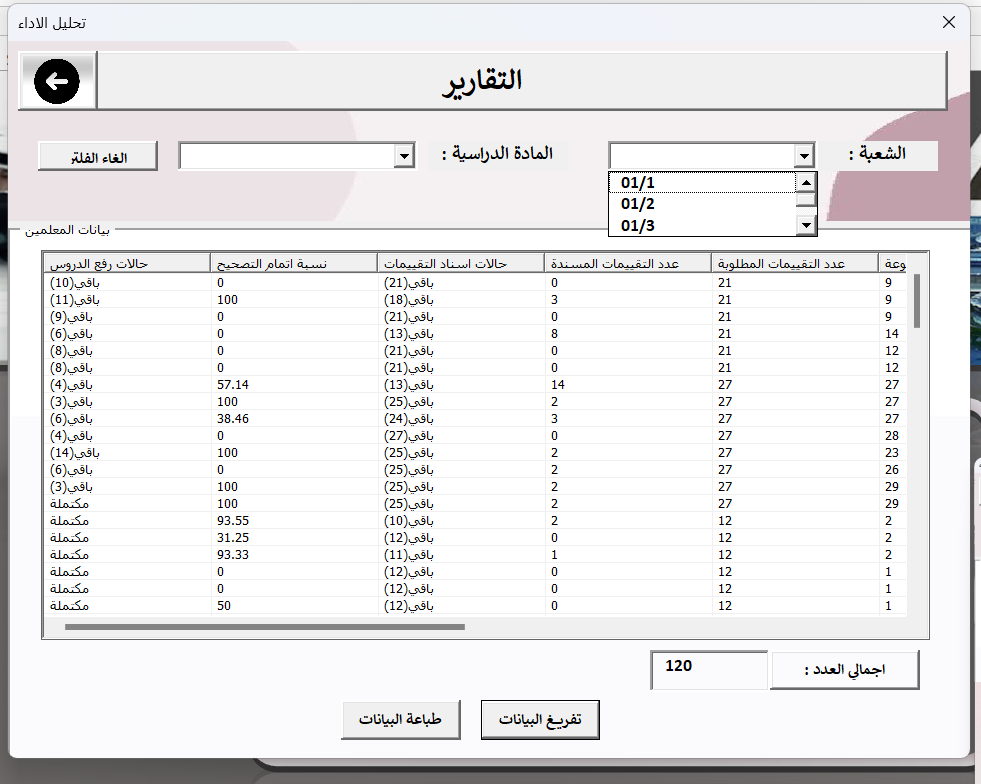 تحليل الاداء
التقارير
الشعبة :
المادة الدراسية :
الغاء الفلتر
01/1
01/2
01/3
بيانات المعلمين
حالات رفع الدروس	نسبة اتمام التصحيح	حالات اسناد التقييمات	عدد التقييمات المسندة	عدد التقييمات المطلوبة	وعة
باقي(10)	0	باقي(21)	0	21	9
باقي(11)	100	باقي(18)	3	21	9
باقي(9)	0	باقي(21)	0	21	9
باقي(6)	0	باقي(13)	8	21	14
باقي(8)	0	باقي(21)	0	21	12
باقي(8)	0	باقي(21)	0	21	12
باقي(4)	57.14	باقي(13)	14	27	27
باقي(3)	100	باقي(25)	2	27	27
باقي(6)	38.46	باقي(24)	3	27	27
باقي(4)	0	باقي(27)	0	27	28
باقي(14)	100	باقي(25)	2	27	23
باقي(6)	0	باقي(25)	2	27	26
باقي(3)	100	باقي(25)	2	27	29
مكتملة	100	باقي(25)	2	27	29
مكتملة	93.55	باقي(10)	2	12	2
مكتملة	31.25	باقي(12)	0	12	2
مكتملة	93.33	باقي(11)	1	12	2
مكتملة	0	باقي(12)	0	12	1
مكتملة	0	باقي(12)	0	12	1
مكتملة	50	باقي(12)	0	12	1
اجمالي العدد :
120
تفريغ البيانات
طباعة البيانات